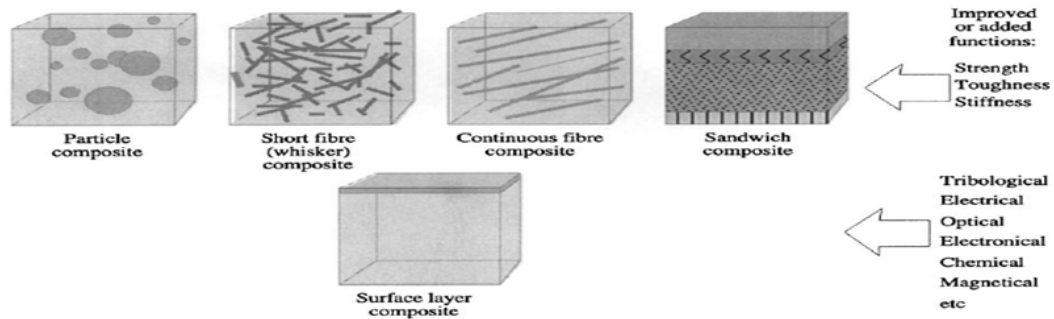 Particle
composite
Short fibre
(whisker)
composite
Continuous fibre
composite
Sandwich
composite
Improved
or added
functions:
Strength
Toughness
Stiffness
Surface layer
composite
Tribological
Electrical
Optical
Electronical
Chemical
Magnetical
etc